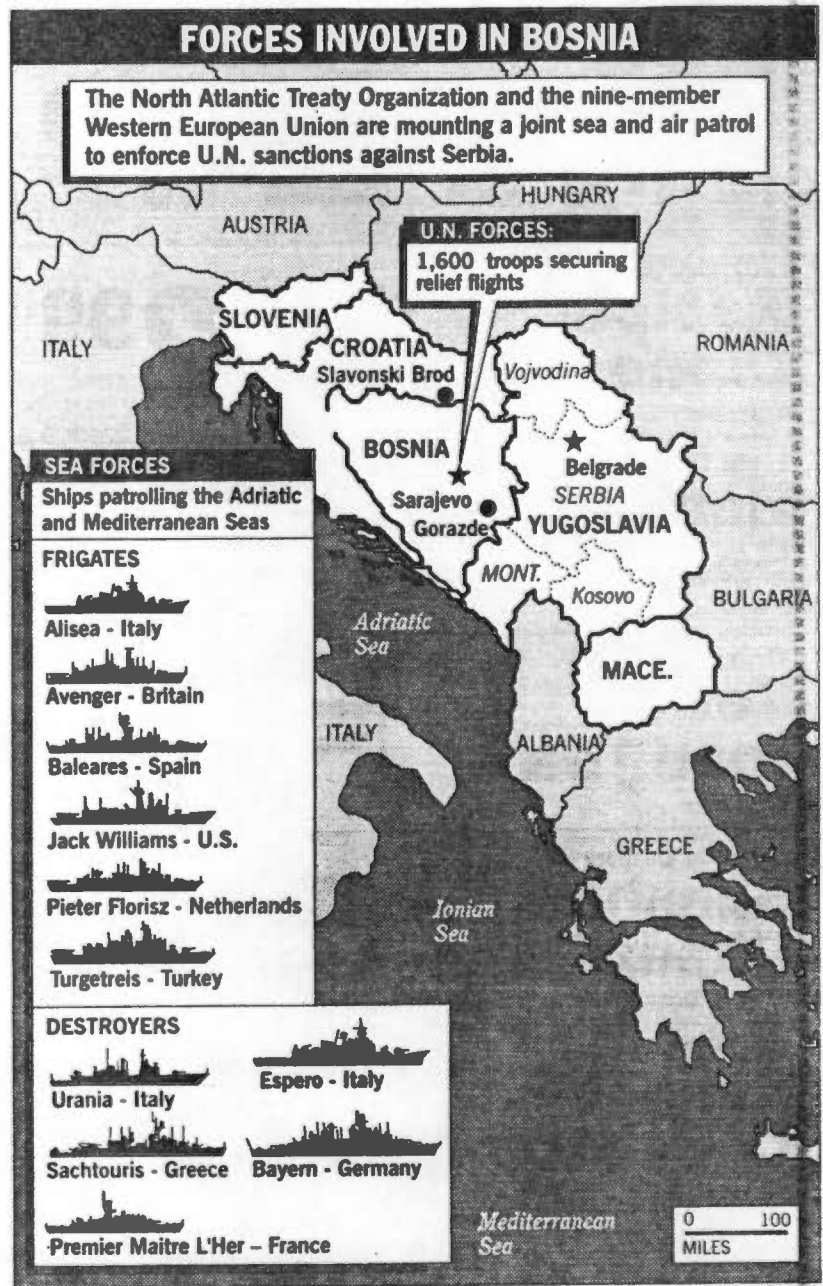 FORCES INVOLVED IN BOSNIA
The North Atlantic Treaty Organization and the nine-member
Western European Union are mounting a joint sea and air patrol
to enforce U.N. sanctions against Serbia.
HUNGARY
AUSTRIA
U.N. FORCES:
1,600 troops securing
relief flights
SLOVENIA
ITALY
CROATIA
ROMANIA
Slavonski Brod
Vojvodina
BOSNIA
Belgrade
Sarajevo
SERBIA
Gorazde
YUGOSLAVIA
MONT.
Kosovo
BULGARIA
Adriatic
Sea
MACE.
ITALY
ALBANIA
GREECE
Ionian
Sea
SEA FORCES
Ships patrolling the Adriatic
and Mediterranean Seas
FRIGATES
Alisea - Italy
Avenger - Britain
Baleares - Spain
Jack Williams - U.S.
Pieter Florisz - Netherlands
Turgetreis - Turkey
DESTROYERS
Urania - Italy
Espero - Italy
Sachtouris - Greece
Bayern - Germany
Premier Maitre L'Her – France
Mediterranean
Sea
0 100
MILES